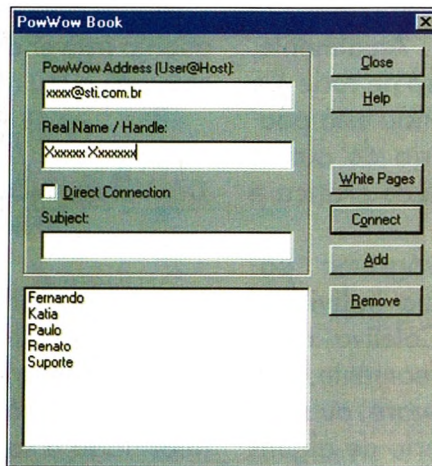 PowWow Book
PowWow Address (User@Host):
xxxx@sti.com.br
Real Name / Handle:
Xxxxxx Xxxxxxx
Direct Connection
Subject:
Fernando
Katia
Paulo
Renato
Suporte
Close
Help
White Pages
Connect
Add
Remove